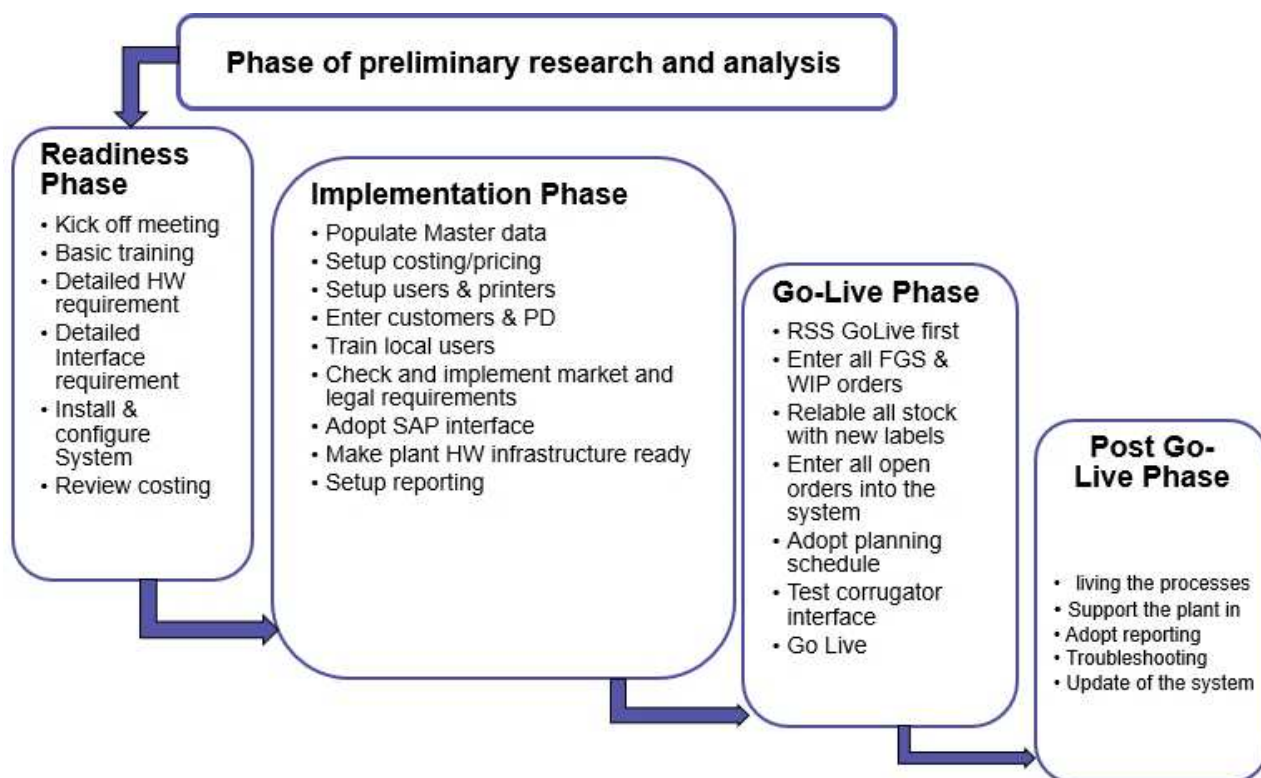 Phase of preliminary research and analysis
Readiness
Phase
• Kick off meeting
• Basic training
• Detailed HW
requirement
• Detailed
Interface
requirement
• Install &
configure
System
• Review costing
Implementation Phase
• Populate Master data
• Setup costing/pricing
• Setup users & printers
• Enter customers & PD
• Train local users
• Check and implement market and
legal requirements
• Adopt SAP interface
• Make plant HW infrastructure ready
• Setup reporting
Go-Live Phase
• RSS GoLive first
• Enter all FGS &
WIP orders
• Relable all stock
with new labels
• Enter all open
orders into the
system
• Adopt planning
schedule
• Test corrugator
interface
• Go Live
Post Go-
Live Phase
• living the processes
• Support the plant in
• Adopt reporting
• Troubleshooting
• Update of the system